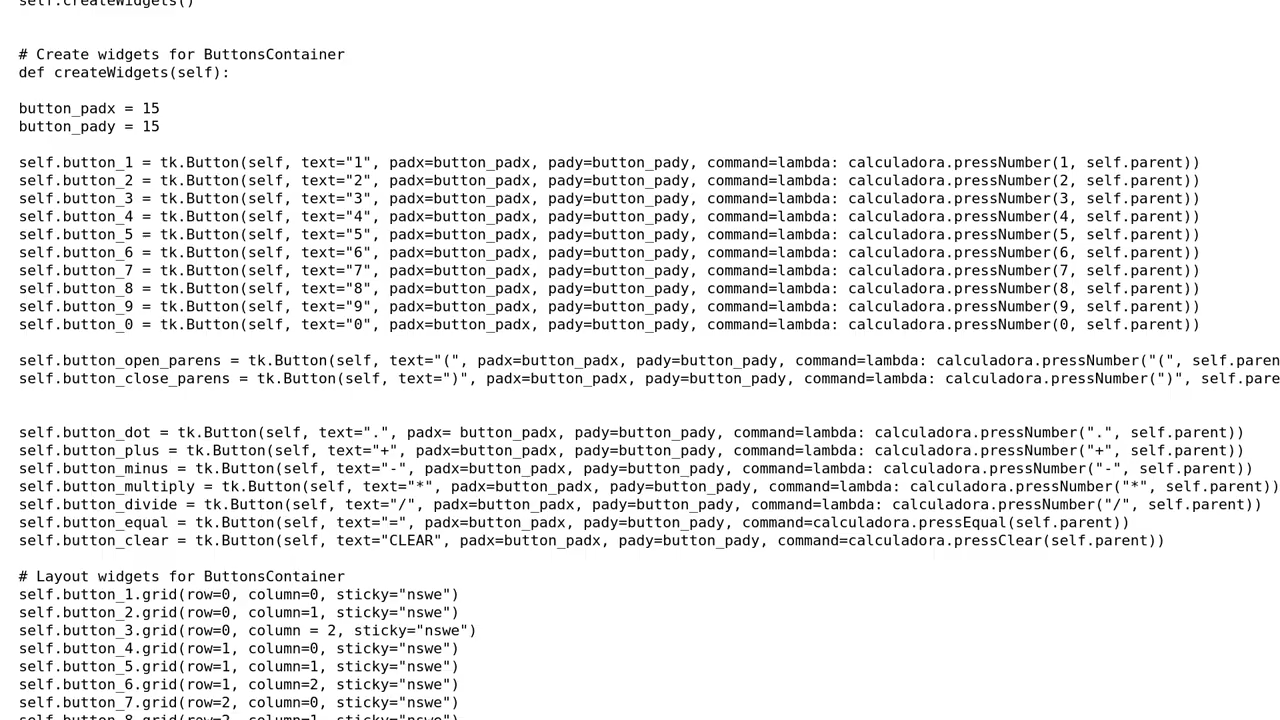 self.createWidgets()
# Create widgets for ButtonsContainer
def createWidgets(self):
button_padx = 15
button_pady = 15
self.button_1 = tk.Button(self, text="1", padx=button_padx, pady=button_pady, command=lambda: calculadora.pressNumber(1, self.parent))
self.button_2 = tk.Button(self, text="2", padx=button_padx, pady=button_pady, command=lambda: calculadora.pressNumber(2, self.parent))
self.button_3 = tk.Button(self, text="3", padx=button_padx, pady=button_pady, command=lambda: calculadora.pressNumber(3, self.parent))
self.button_4 = tk.Button(self, text="4", padx=button_padx, pady=button_pady, command=lambda: calculadora.pressNumber(4, self.parent))
self.button_5 = tk.Button(self, text="5", padx=button_padx, pady=button_pady, command=lambda: calculadora.pressNumber(5, self.parent))
self.button_6 = tk.Button(self, text="6", padx=button_padx, pady=button_pady, command=lambda: calculadora.pressNumber(6, self.parent))
self.button_7 = tk.Button(self, text="7", padx=button_padx, pady=button_pady, command=lambda: calculadora.pressNumber(7, self.parent))
self.button_8 = tk.Button(self, text="8", padx=button_padx, pady=button_pady, command=lambda: calculadora.pressNumber(8, self.parent))
self.button_9 = tk.Button(self, text="9", padx=button_padx, pady=button_pady, command=lambda: calculadora.pressNumber(9, self.parent))
self.button_0 = tk.Button(self, text="0", padx=button_padx, pady=button_pady, command=lambda: calculadora.pressNumber(0, self.parent))
self.button_open_parens = tk.Button(self, text="(", padx=button_padx, pady=button_pady, command=lambda: calculadora.pressNumber("(", self.paren
self.button_close_parens = tk.Button(self, text=")", padx=button_padx, pady=button_pady, command=lambda: calculadora.pressNumber(")", self.pare
self.button_dot = tk.Button(self, text=".", padx= button_padx, pady=button_pady, command=lambda: calculadora.pressNumber(".", self.parent))
self.button_plus = tk.Button(self, text="+", padx=button_padx, pady=button_pady, command=lambda: calculadora.pressNumber("+", self.parent))
self.button_minus = tk.Button(self, text="-", padx=button_padx, pady=button_pady, command=lambda: calculadora.pressNumber("-", self.parent))
self.button_multiply = tk.Button(self, text="*", padx=button_padx, pady=button_pady, command=lambda: calculadora.pressNumber("*", self.parent))
self.button_divide = tk.Button(self, text="/", padx=button_padx, pady=button_pady, command=lambda: calculadora.pressNumber("/", self.parent))
self.button_equal = tk.Button(self, text="=", padx=button_padx, pady=button_pady, command=calculadora.pressEqual(self.parent))
self.button_clear = tk.Button(self, text="CLEAR", padx=button_padx, pady=button_pady, command=calculadora.pressClear(self.parent))
# Layout widgets for ButtonsContainer
self.button_1.grid(row=0, column=0, sticky="nswe")
self.button_2.grid(row=0, column=1, sticky="nswe")
self.button_3.grid(row=0, column = 2, sticky="nswe")
self.button_4.grid(row=1, column=0, sticky="nswe")
self.button_5.grid(row=1, column=1, sticky="nswe")
self.button_6.grid(row=1, column=2, sticky="nswe")
self.button_7.grid(row=2, column=0, sticky="nswe")
self.button_8.grid(row=2, column=1, sticky="nswe")